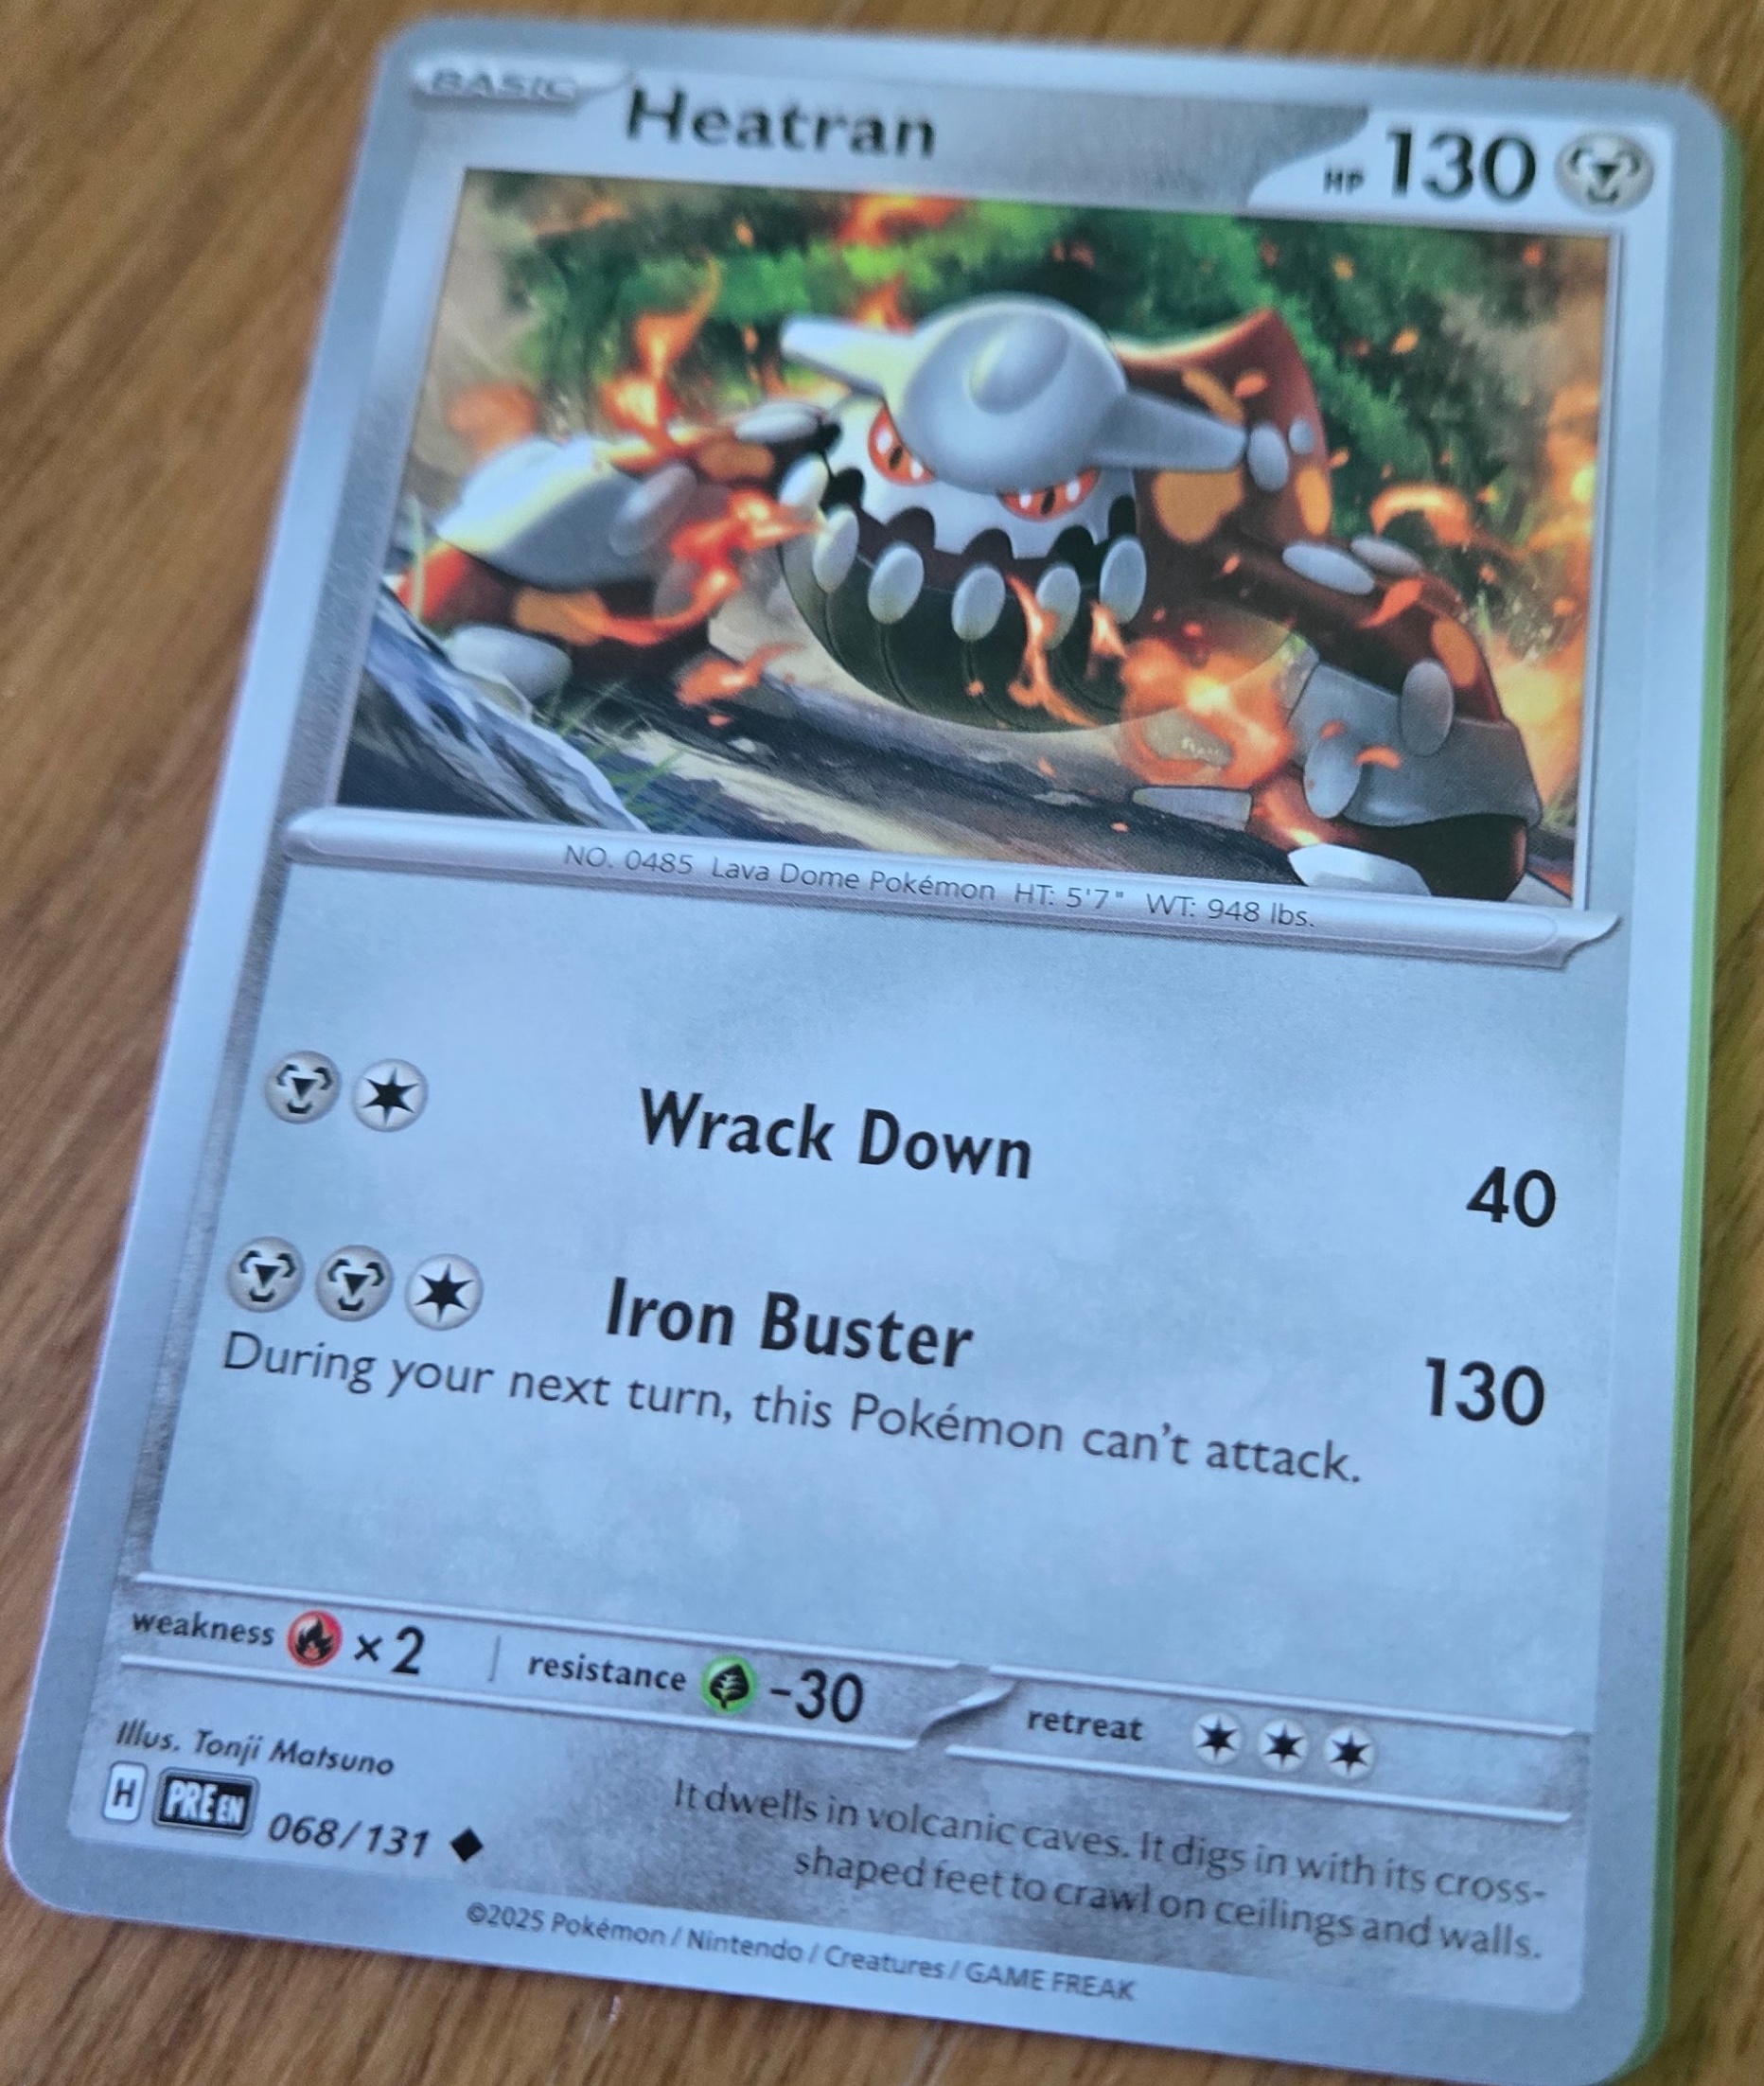 BASIC Heatran HP 130
NO. 0485 Lava Dome Pokémon HT: 5'7" WT: 948 lbs.
Wrack Down 40
Iron Buster 130
During your next turn, this Pokémon can't attack.
weakness ×2 resistance -30 retreat
Illus. Tonji Matsuno
H PRE EN 068/131
It dwells in volcanic caves. It digs in with its cross-
shaped feet to crawl on ceilings and walls.
©2025 Pokémon / Nintendo / Creatures / GAME FREAK